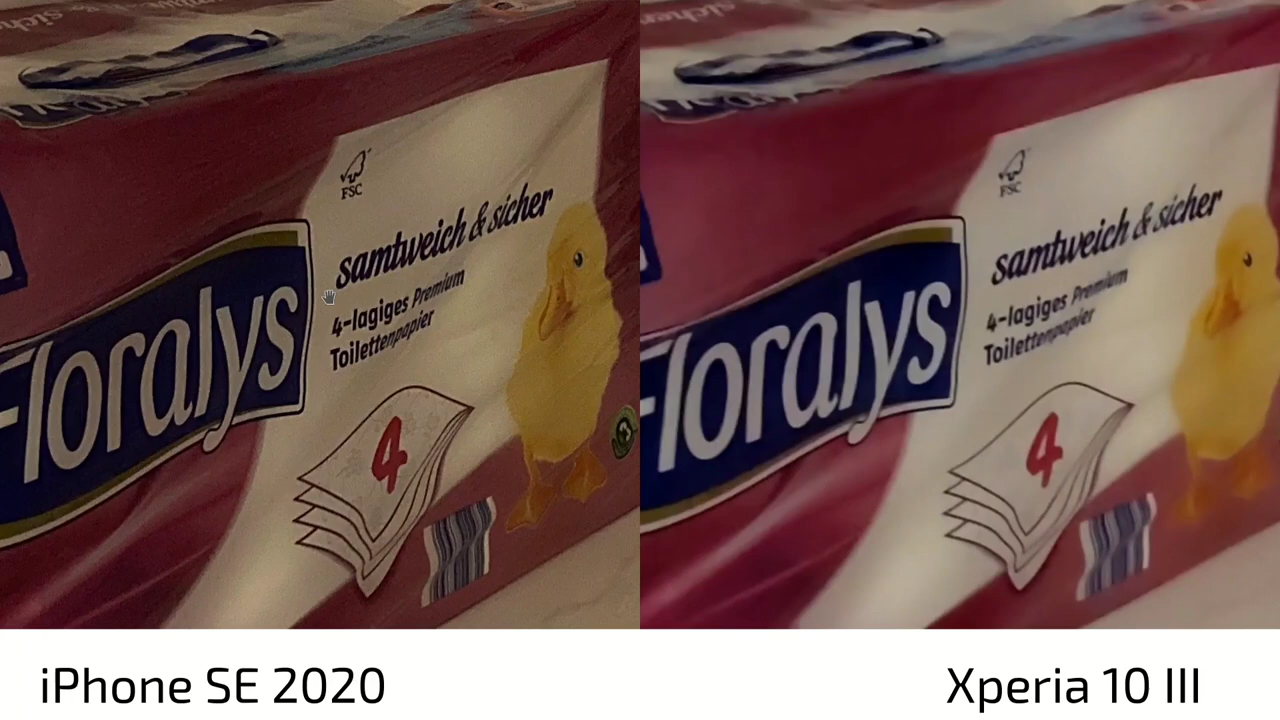 FSC
samtweich & sicher
4-lagiges Premium
Toilettenpapier
Floralys
4
FSC
samtweich & sicher
4-lagiges Premium
Toilettenpapier
Floralys
4
iPhone SE 2020
Xperia 10 III